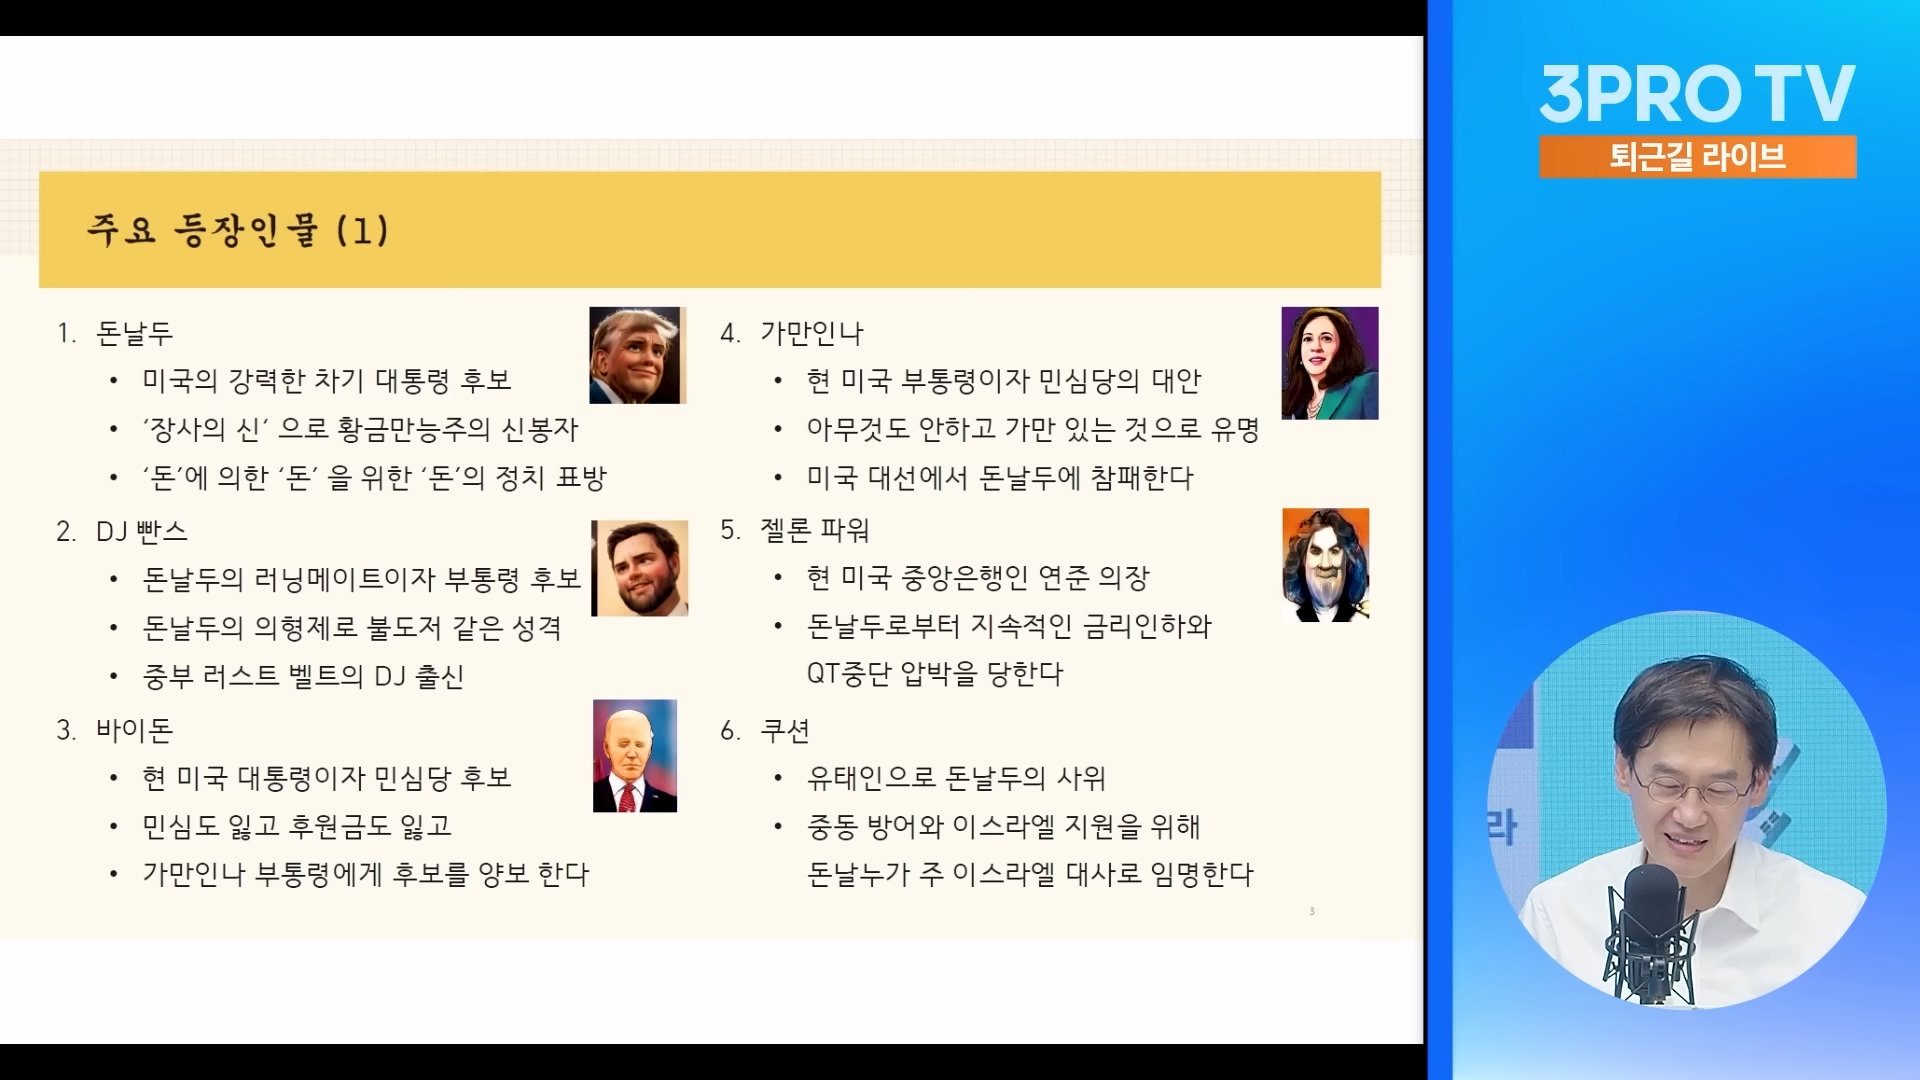 3PRO TV
퇴근길 라이브
주요 등장인물 (1)
1. 돈날두
• 미국의 강력한 차기 대통령 후보
• ‘장사의 신’ 으로 황금만능주의 신봉자
• ‘돈’에 의한 ‘돈’ 을 위한 ‘돈’의 정치 표방
2. DJ 빤스
• 돈날두의 러닝메이트이자 부통령 후보
• 돈날두의 의형제로 불도저 같은 성격
• 중부 러스트 벨트의 DJ 출신
3. 바이돈
• 현 미국 대통령이자 민심당 후보
• 민심도 잃고 후원금도 잃고
• 가만인나 부통령에게 후보를 양보 한다
4. 가만인나
• 현 미국 부통령이자 민심당의 대안
• 아무것도 안하고 가만 있는 것으로 유명
• 미국 대선에서 돈날두에 참패한다
5. 젤론 파워
• 현 미국 중앙은행인 연준 의장
• 돈날두로부터 지속적인 금리인하와
QT중단 압박을 당한다
6. 쿠션
• 유태인으로 돈날두의 사위
• 중동 방어와 이스라엘 지원을 위해
돈날누가 주 이스라엘 대사로 임명한다
3
라